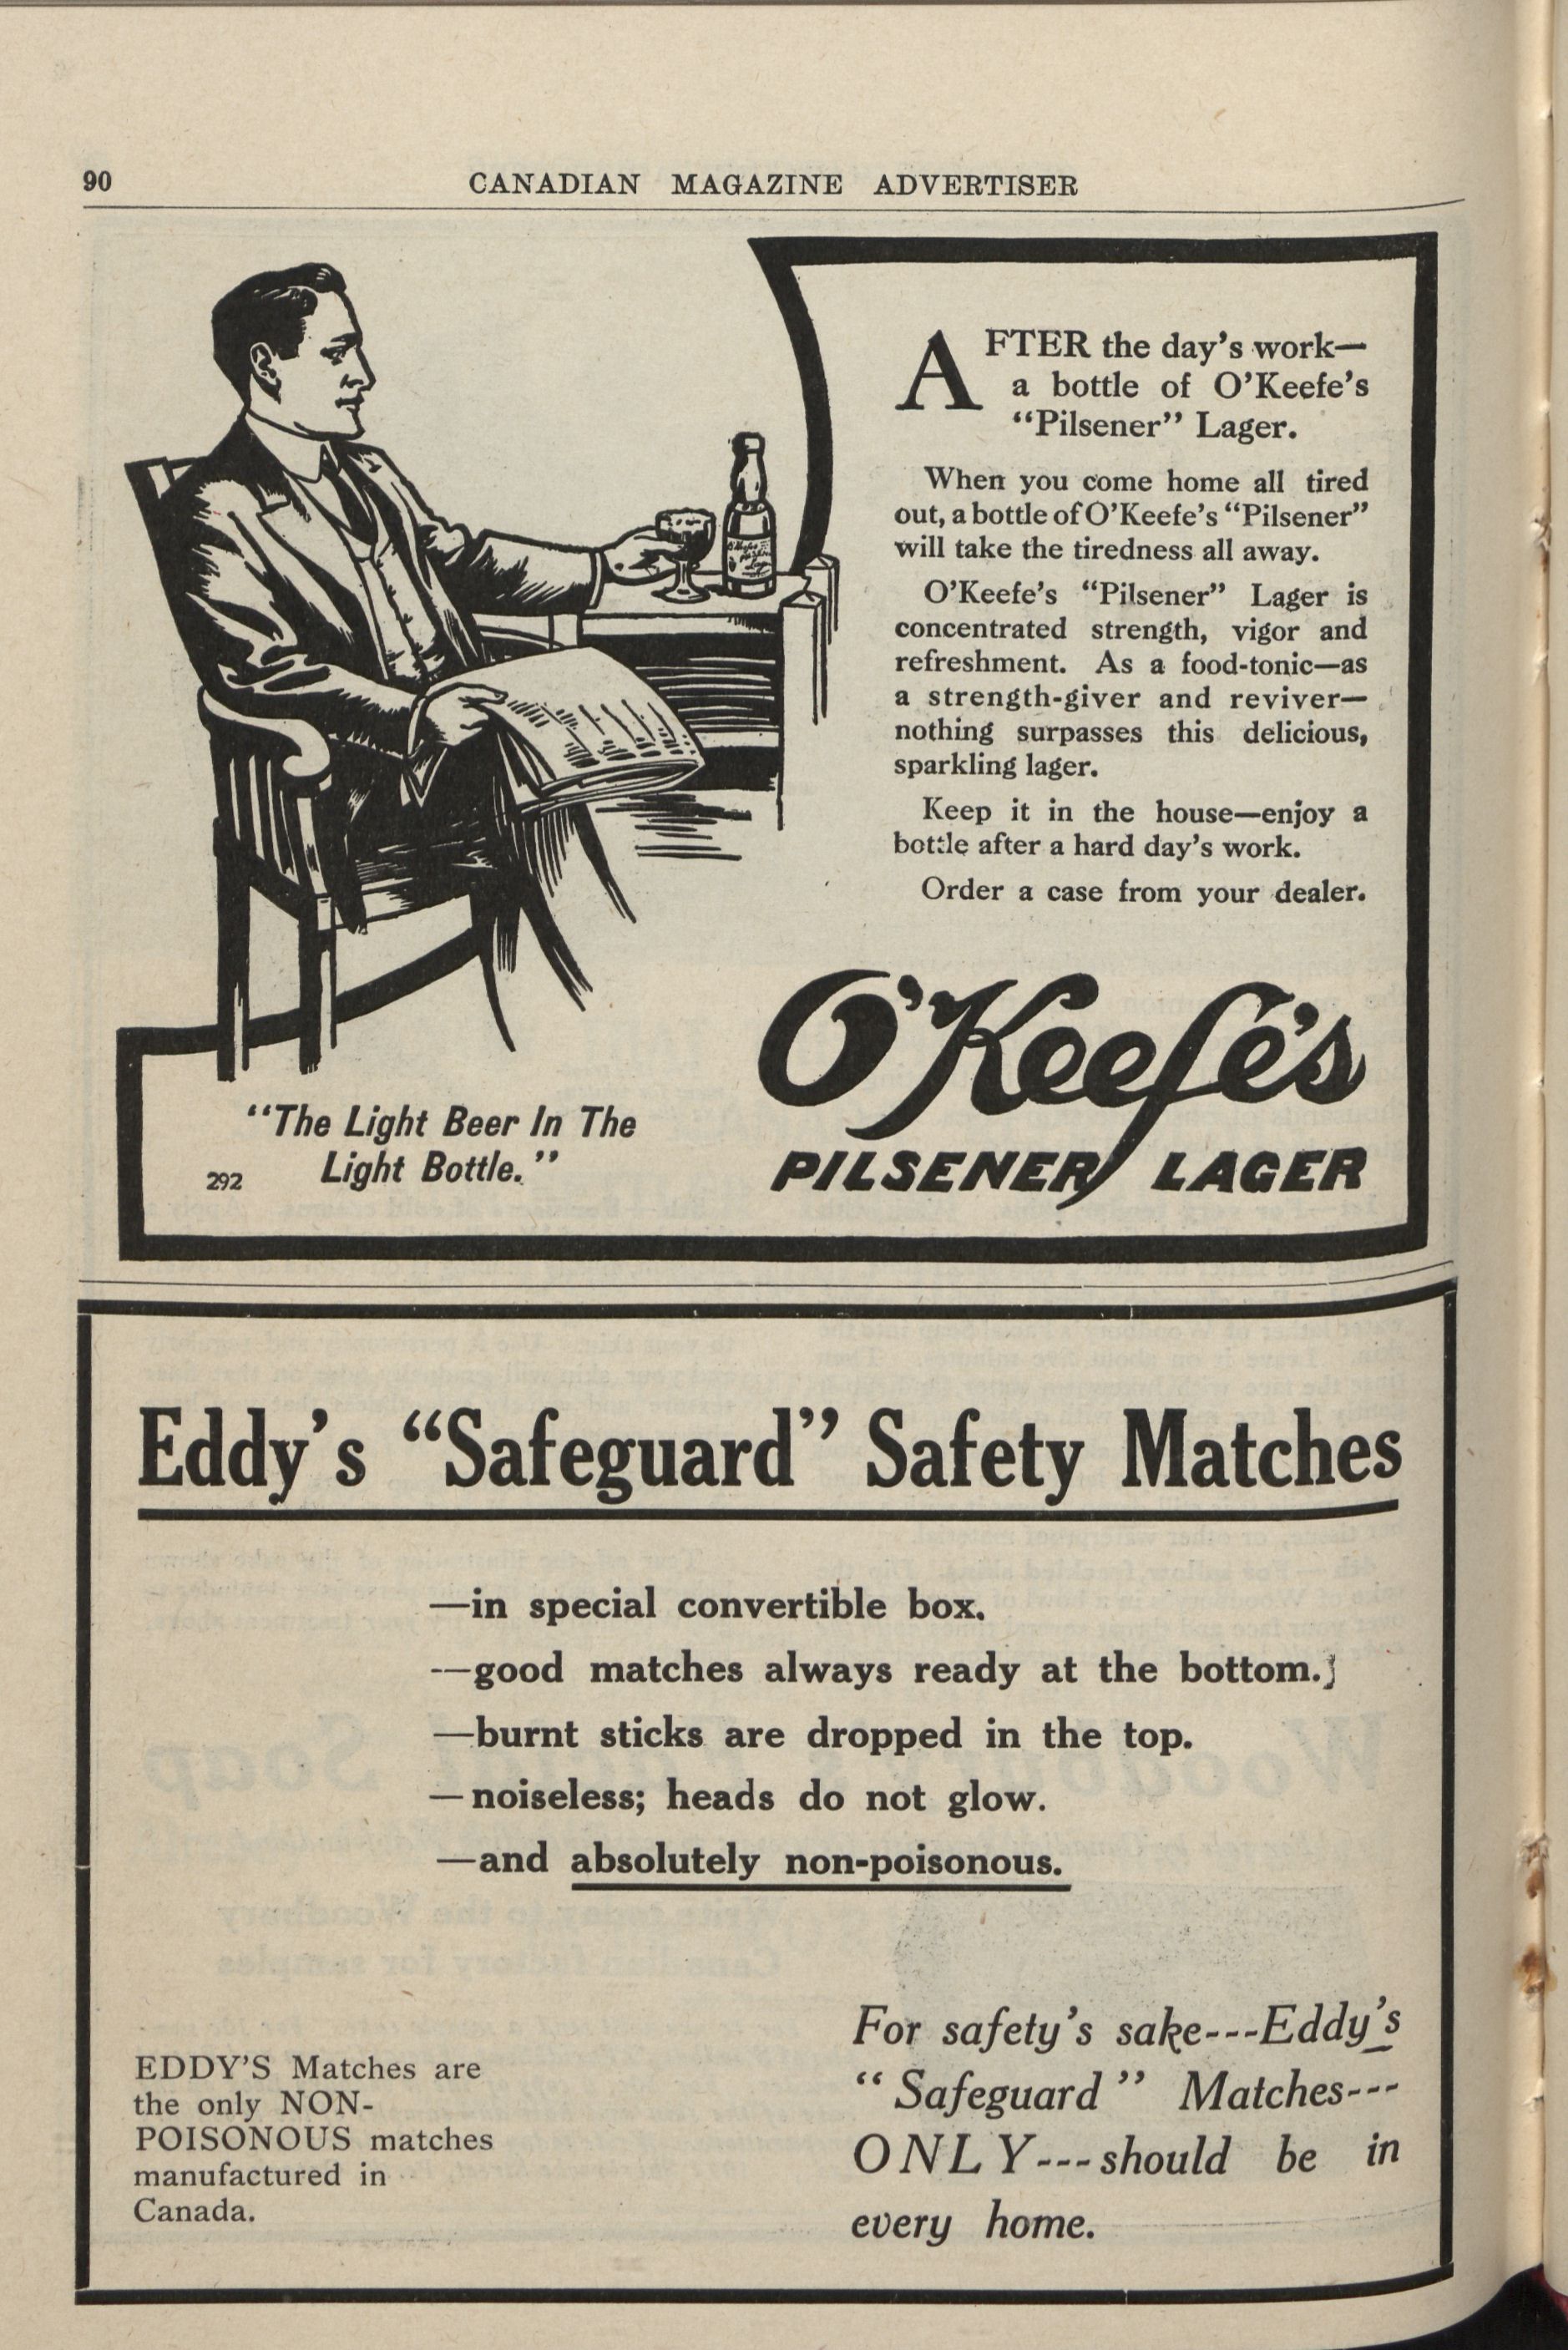 90
CANADIAN MAGAZINE ADVERTISER
AFTER the day's work—
a bottle of O'Keefe's
"Pilsener" Lager.
When you come home all tired
out, a bottle of O'Keefe's "Pilsener"
will take the tiredness all away.
O'Keefe's "Pilsener" Lager is
concentrated strength, vigor and
refreshment. As a food-tonic—as
a strength-giver and reviver—
nothing surpasses this delicious,
sparkling lager.
Keep it in the house—enjoy a
bottle after a hard day's work.
Order a case from your dealer.
O'Keefe's
PILSENER LAGER
"The Light Beer In The
Light Bottle."
292
Eddy's "Safeguard" Safety Matches
—in special convertible box.
—good matches always ready at the bottom.
—burnt sticks are dropped in the top.
—noiseless; heads do not glow.
—and absolutely non-poisonous.
EDDY'S Matches are
the only NON-
POISONOUS matches
manufactured in
Canada.
For safety's sake---Eddy's
"Safeguard" Matches---
ONLY---should be in
every home.